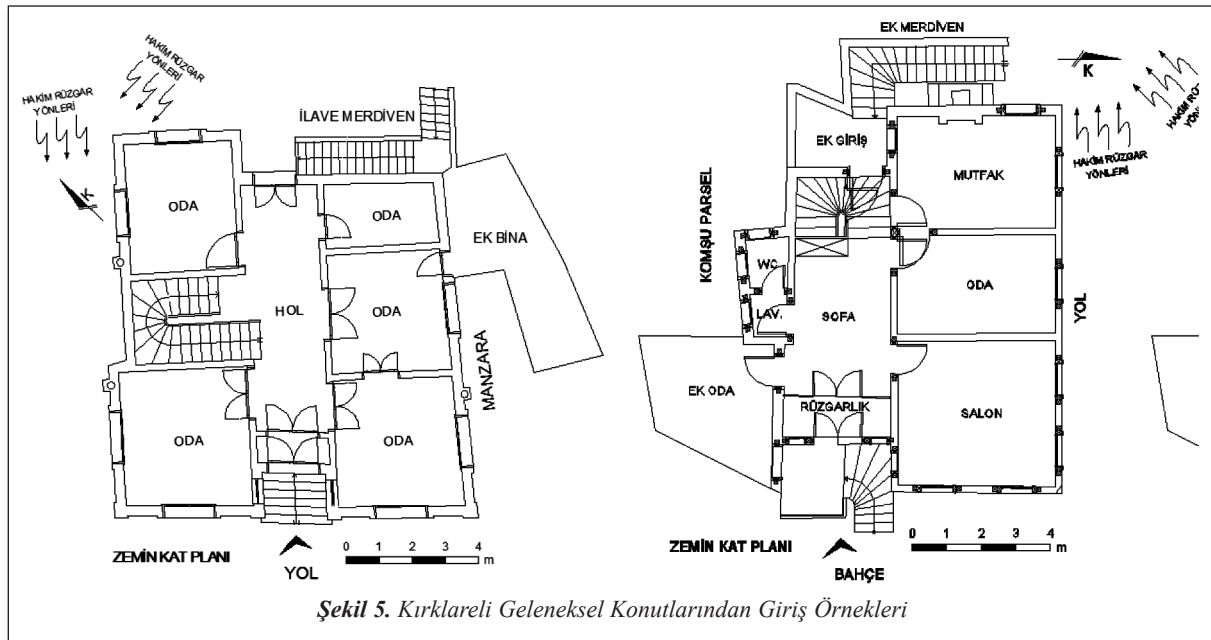 HAKİM RÜZGAR
YÖNLERİ
HAKİM RÜZGAR
YÖNLERİ
K
İLAVE MERDİVEN
ODA
ODA
EK BİNA
HOL
ODA
MANZARA
ODA
ODA
ZEMİN KAT PLANI
YOL
0 1 2 3 4
m
EK MERDİVEN
K
HAKİM RÜZGAR
YÖNLERİ
HAKİM RÜZGAR
YÖNLERİ
EK GİRİŞ
MUTFAK
KOMŞU PARSEL
WC
LAV.
SOFA
ODA
YOL
EK ODA
RÜZGARLIK
SALON
ZEMİN KAT PLANI
BAHÇE
0 1 2 3 4
m
Şekil 5. Kırklareli Geleneksel Konutlarından Giriş Örnekleri